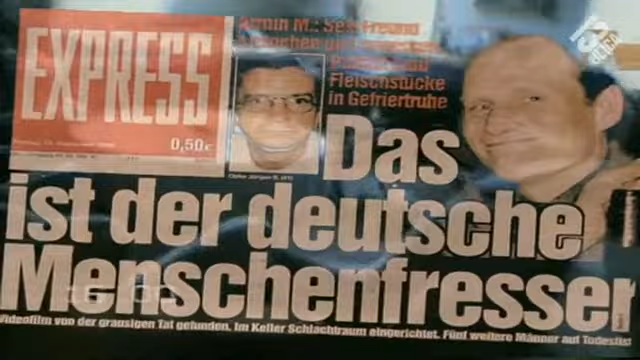 EXPRESS
0,50€
Armin M.:
Fleischstücke
in Gefriertruhe
Das
ist der deutsche
Menschenfresser
Videofilm von der grausigen Tat gefunden. Im Keller Schlachtraum eingerichtet. Fünf weitere Männer auf Todesliste